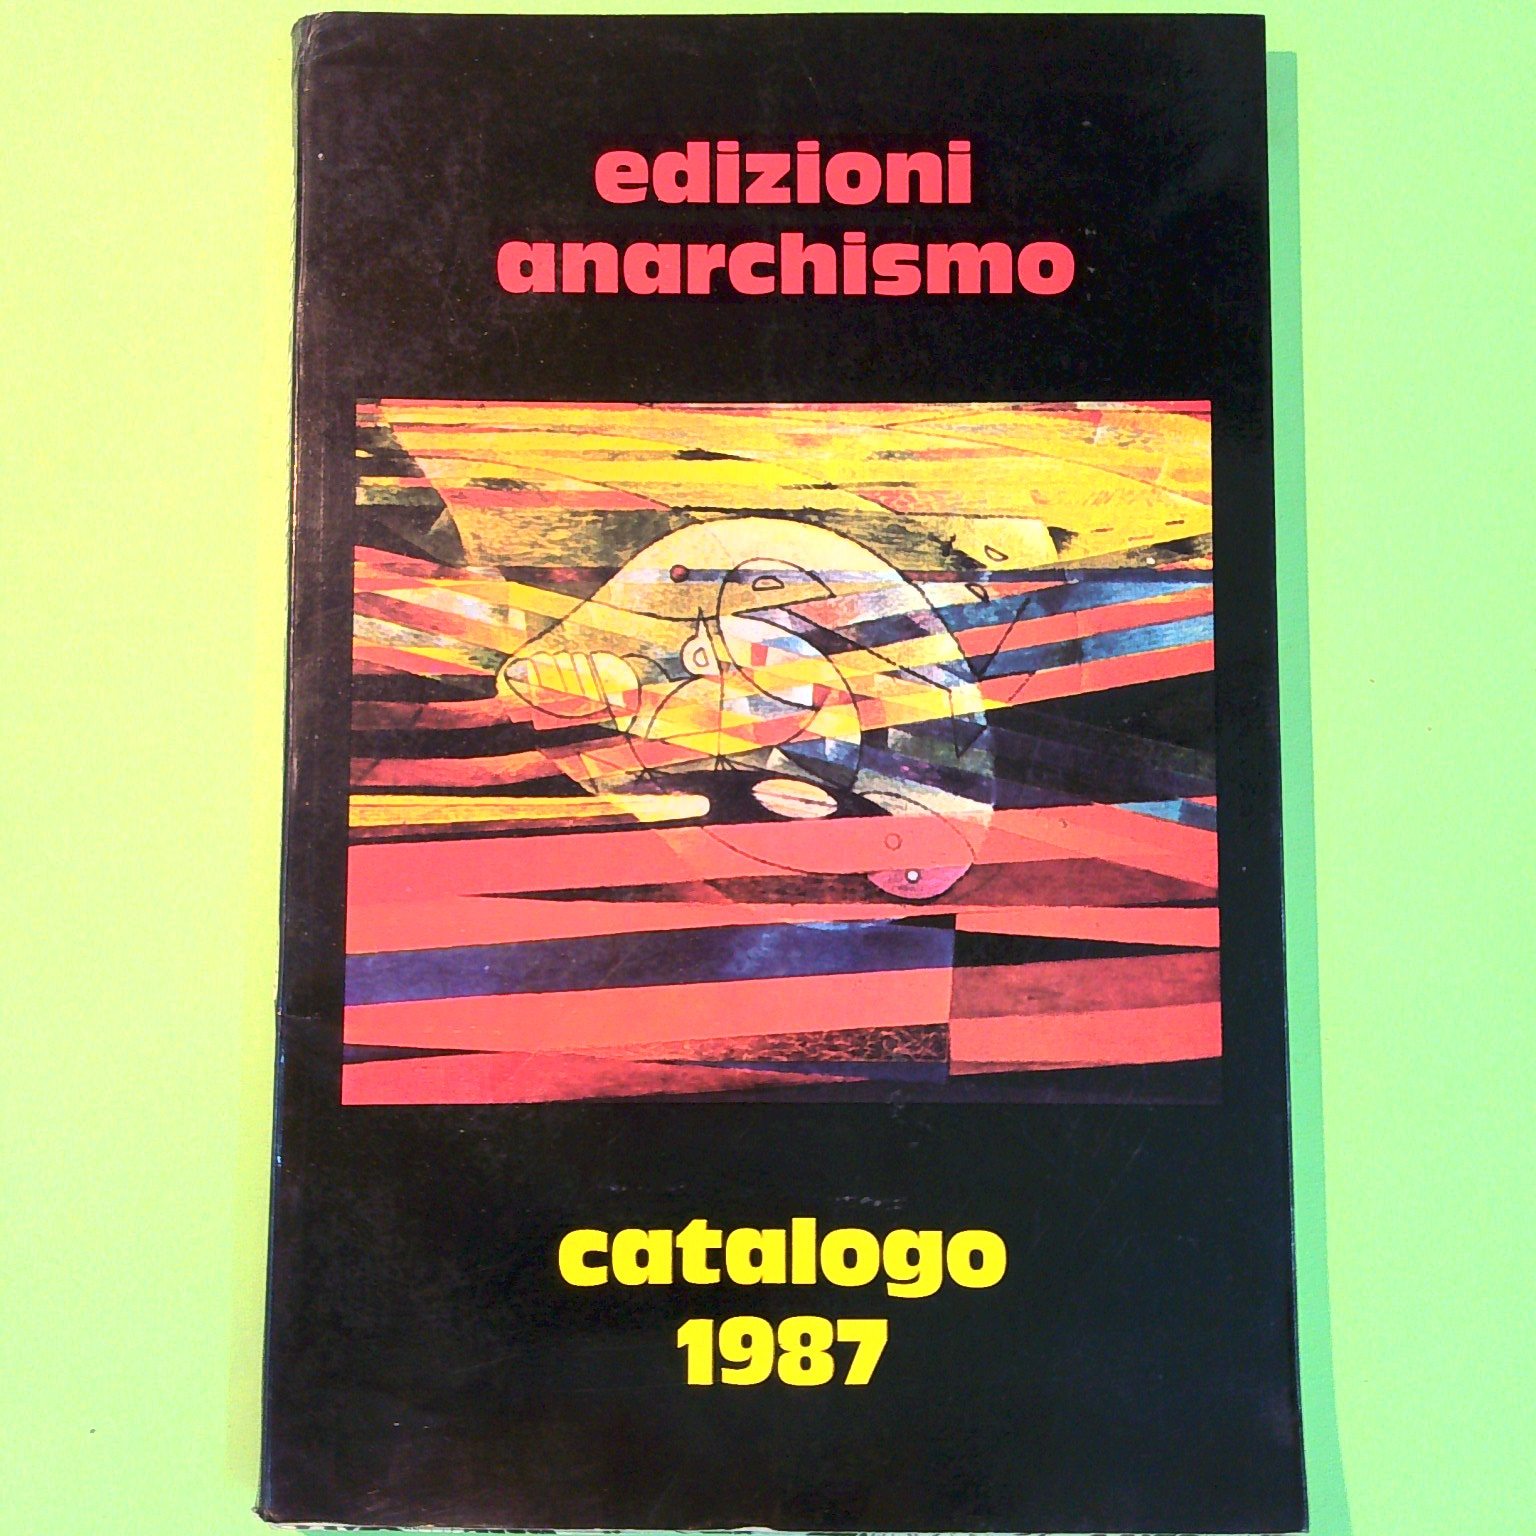 edizioni
anarchismo
catalogo
1987